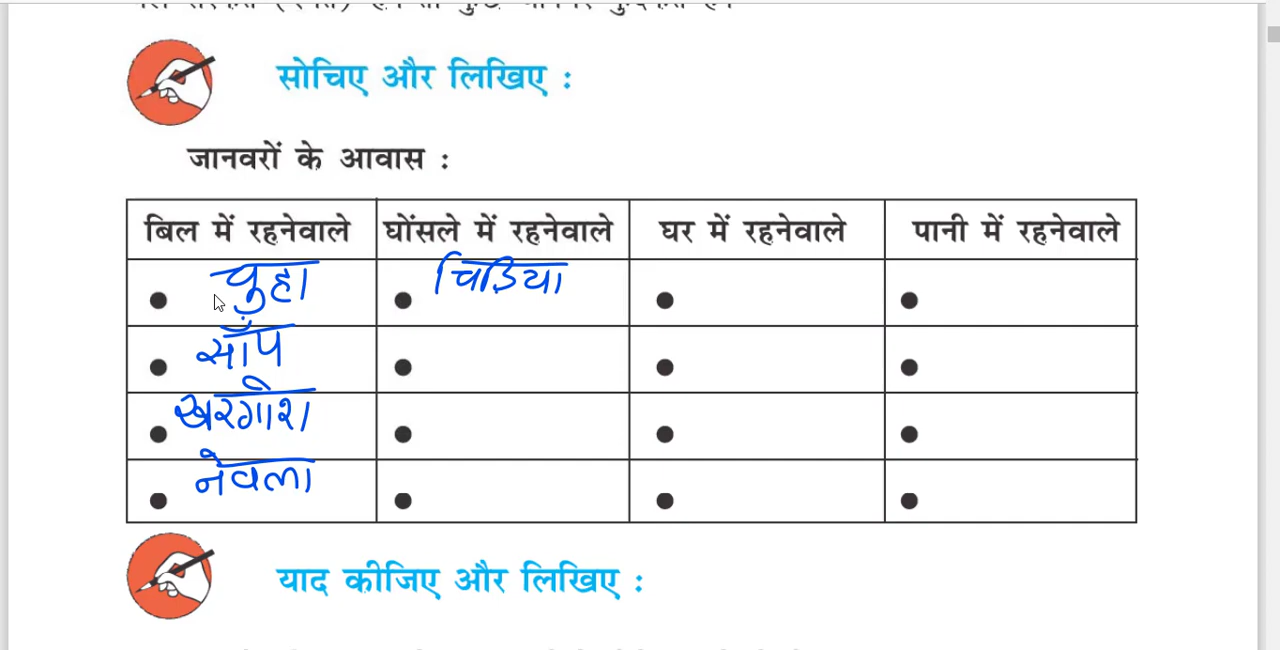 सोचिए और लिखिए :
जानवरों के आवास :
बिल में रहनेवाले घोंसले में रहनेवाले घर में रहनेवाले पानी में रहनेवाले
• चुहा • चिड़िया • •
• साँप • • •
• खरगोश • • •
• नेवला • • •
याद कीजिए और लिखिए :